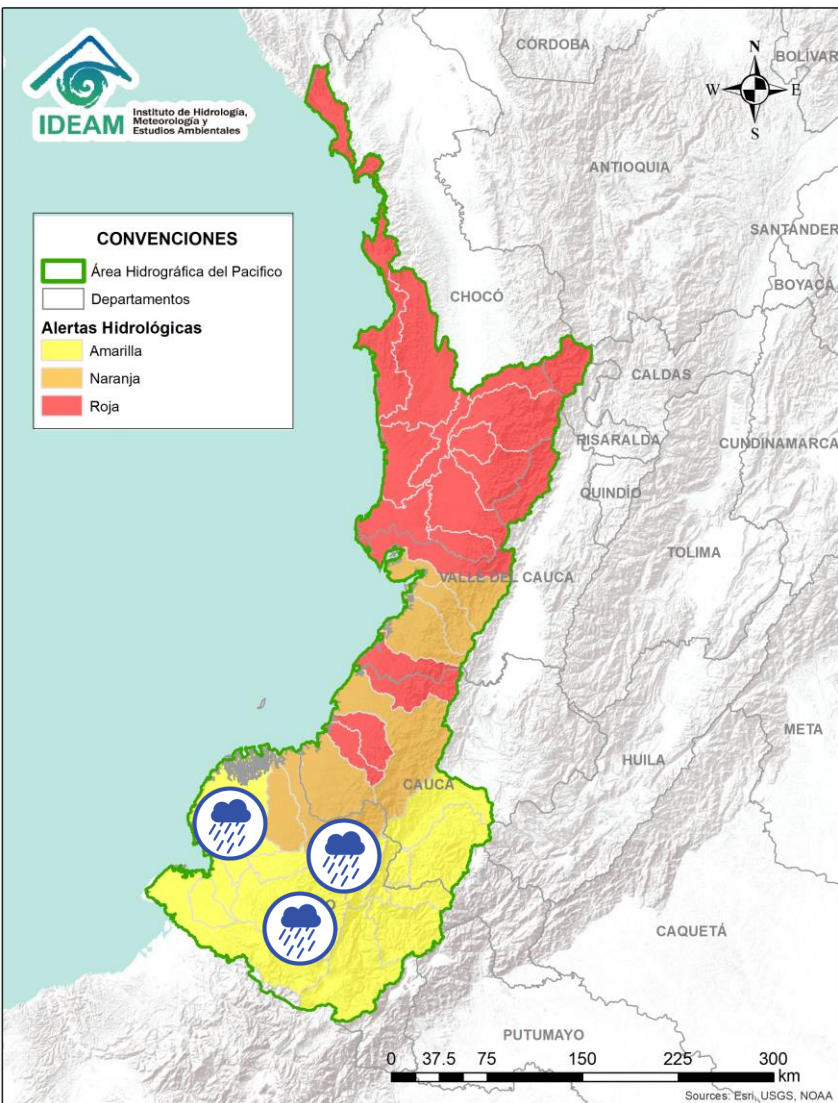 IDEAM
Instituto de Hidrología,
Meteorología y
Estudios Ambientales
CÓRDOBA
BOLÍVAR
N
W
E
S
ANTIOQUIA
SANTANDER
CONVENCIONES
Área Hidrográfica del Pacifico
Departamentos
Alertas Hidrológicas
Amarilla
Naranja
Roja
BOYACÁ
CHOCÓ
CALDAS
RISARALDA
CUNDINAMARCA
QUINDÍO
TOLIMA
VALLE DEL CAUCA
META
HUILA
CAUCA
O
CAQUETÁ
PUTUMAYO
0 37.5 75 150 225 300
km
Sources: Esri, USGS, NOAA